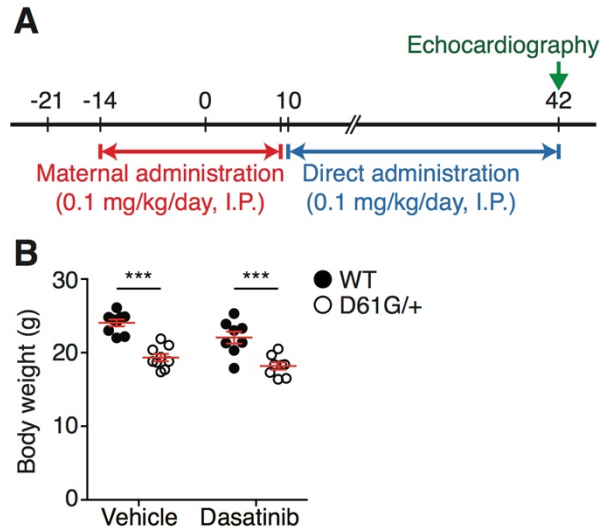 A
Echocardiography
-21 -14 0 10 42
Maternal administration Direct administration
(0.1 mg/kg/day, I.P.) (0.1 mg/kg/day, I.P.)
B
*** ***
WT
D61G/+
Body weight (g)
30
20
10
0
Vehicle Dasatinib